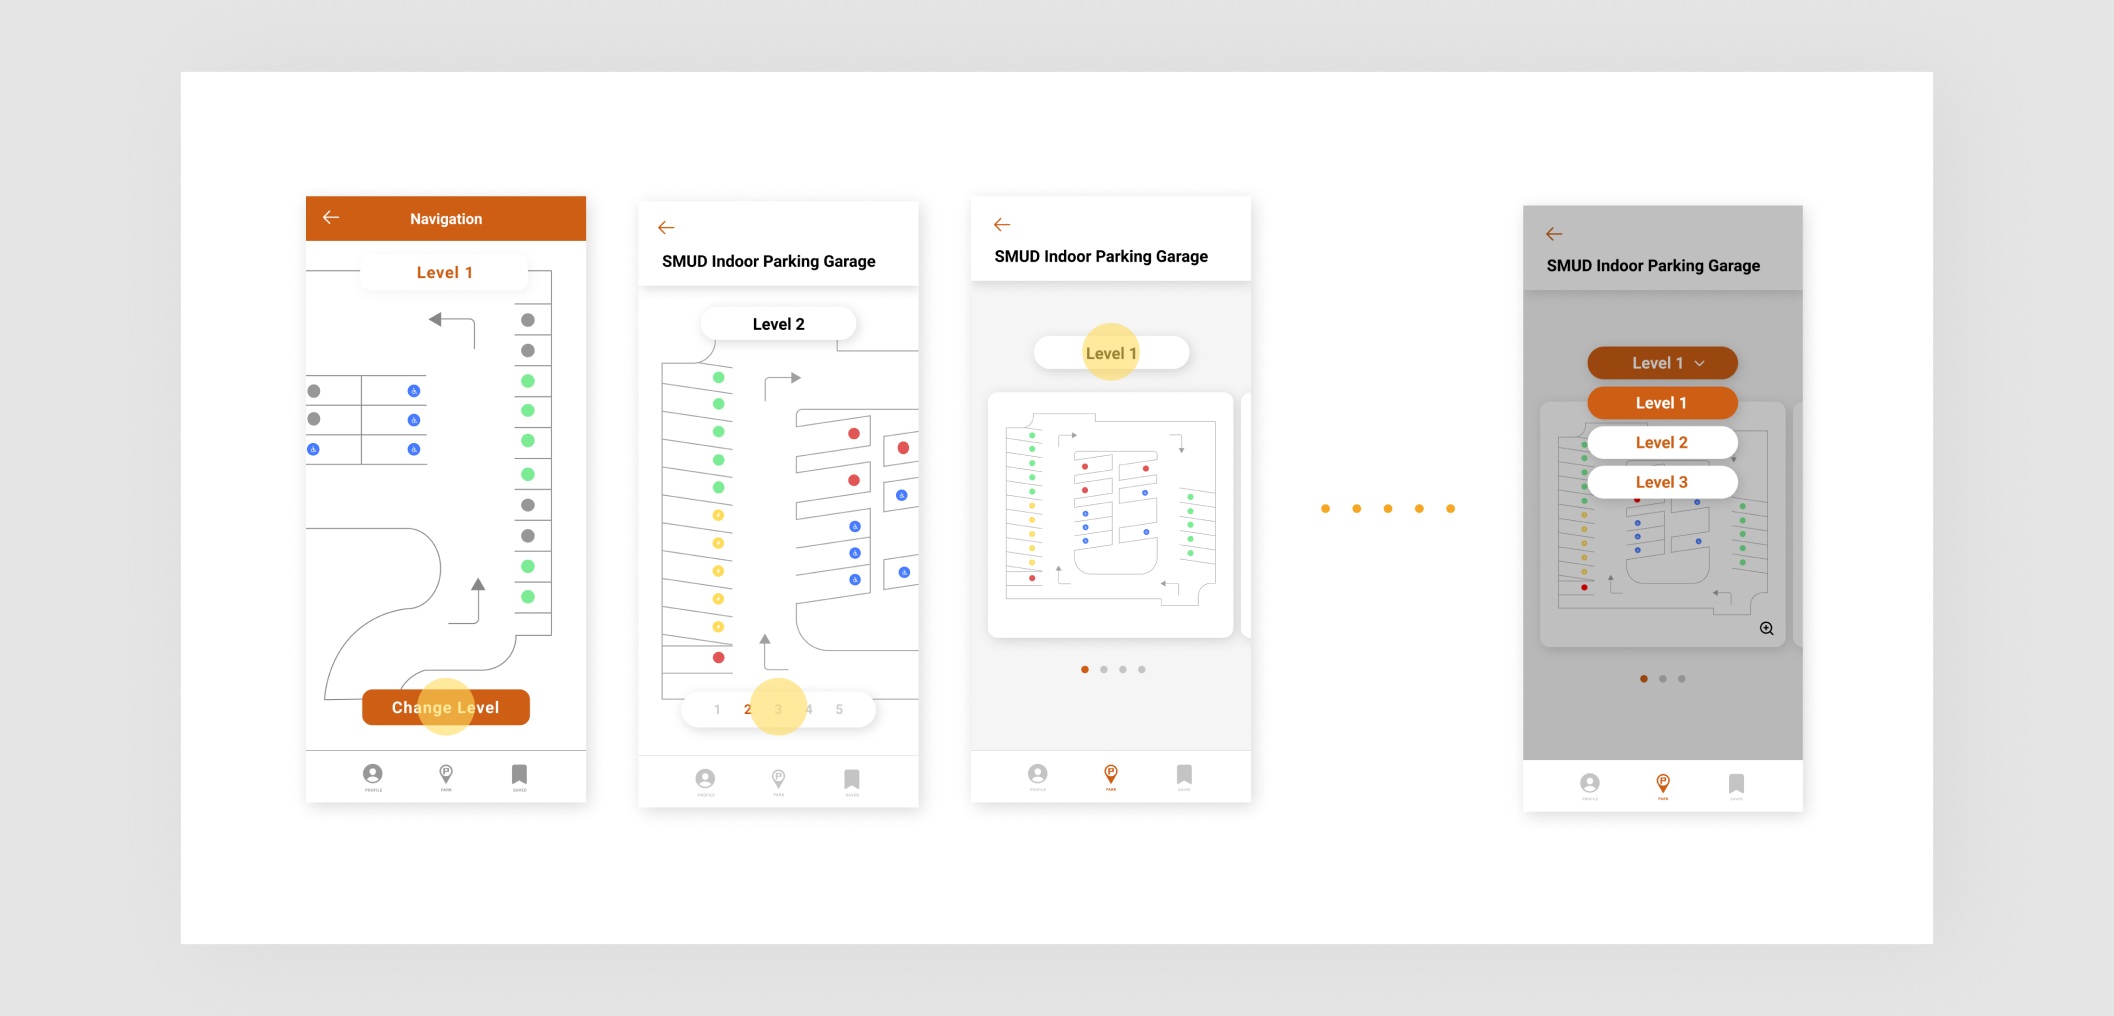 Navigation
Level 1
Change Level
PROFILE
PARK
SAVED
SMUD Indoor Parking Garage
Level 2
1 2 3 4 5
PROFILE
PARK
SAVED
SMUD Indoor Parking Garage
Level 1
PROFILE
PARK
SAVED
SMUD Indoor Parking Garage
Level 1
Level 1
Level 2
Level 3
PROFILE
PARK
SAVED